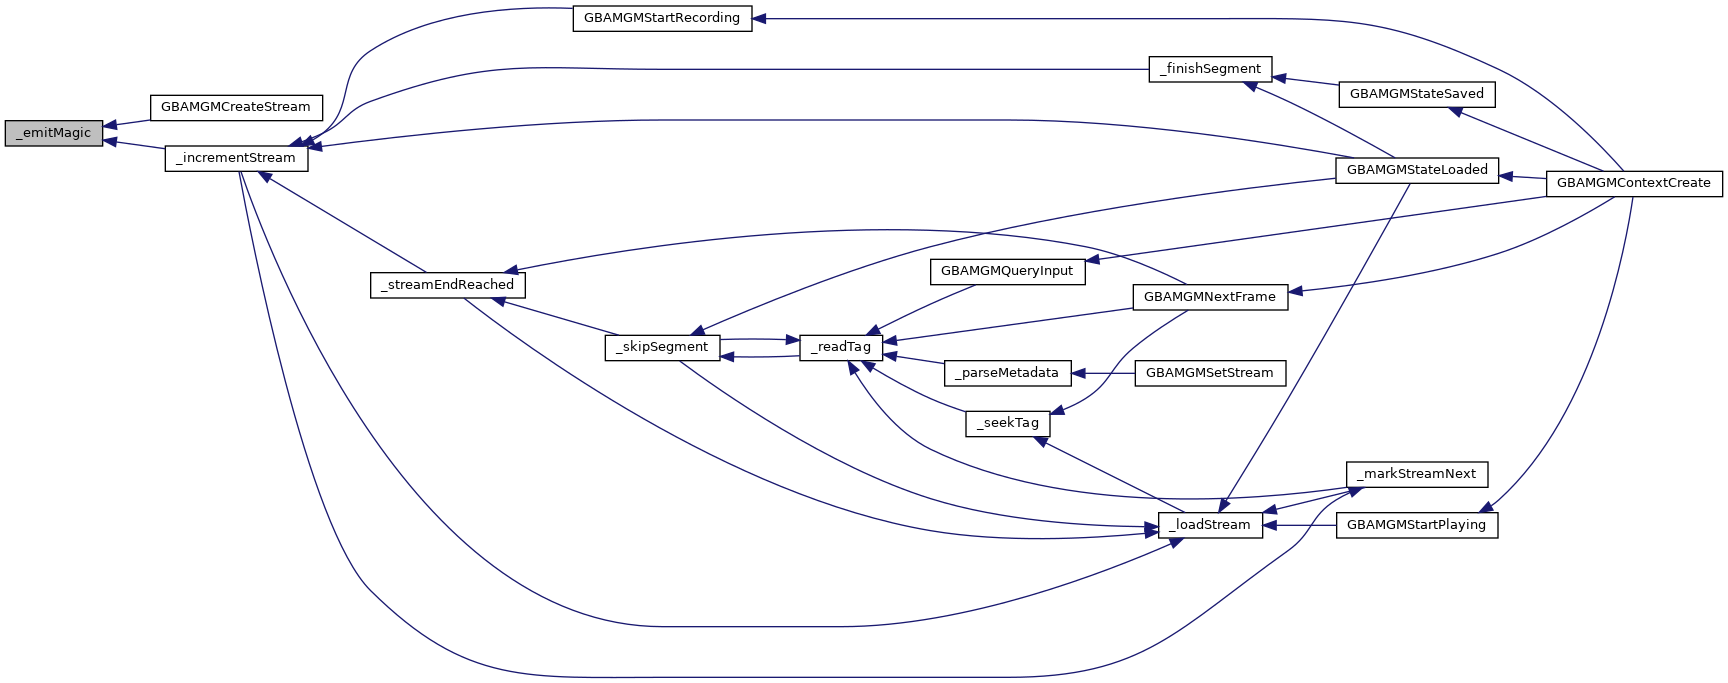 GBAMGMStartRecording
_finishSegment
GBAMGMStateSaved
GBAMGMCreateStream
_emitMagic
_incrementStream
GBAMGMStateLoaded
GBAMGMContextCreate
GBAMGMQueryInput
_streamEndReached
GBAMGMNextFrame
_skipSegment
_readTag
_parseMetadata
GBAMGMSetStream
_seekTag
_markStreamNext
_loadStream
GBAMGMStartPlaying